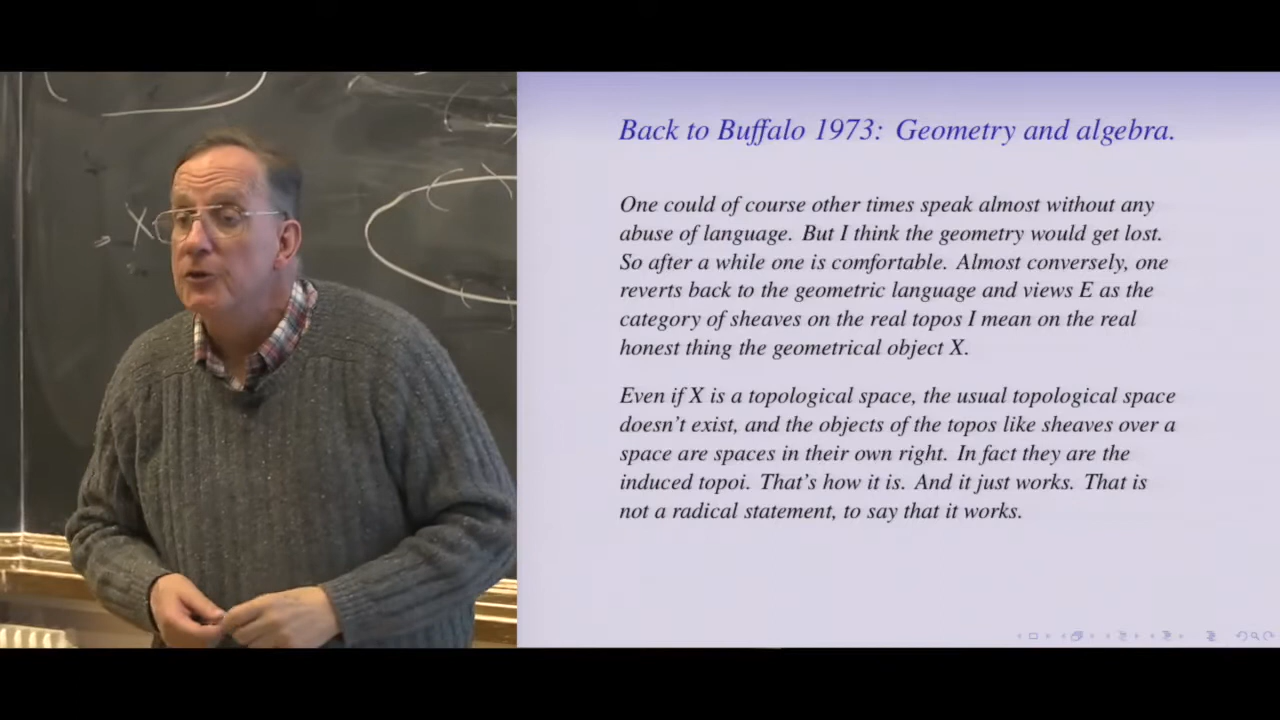 X
Back to Buffalo 1973: Geometry and algebra.
One could of course other times speak almost without any
abuse of language. But I think the geometry would get lost.
So after a while one is comfortable. Almost conversely, one
reverts back to the geometric language and views E as the
category of sheaves on the real topos I mean on the real
honest thing the geometrical object X.
Even if X is a topological space, the usual topological space
doesn't exist, and the objects of the topos like sheaves over a
space are spaces in their own right. In fact they are the
induced topoi. That's how it is. And it just works. That is
not a radical statement, to say that it works.